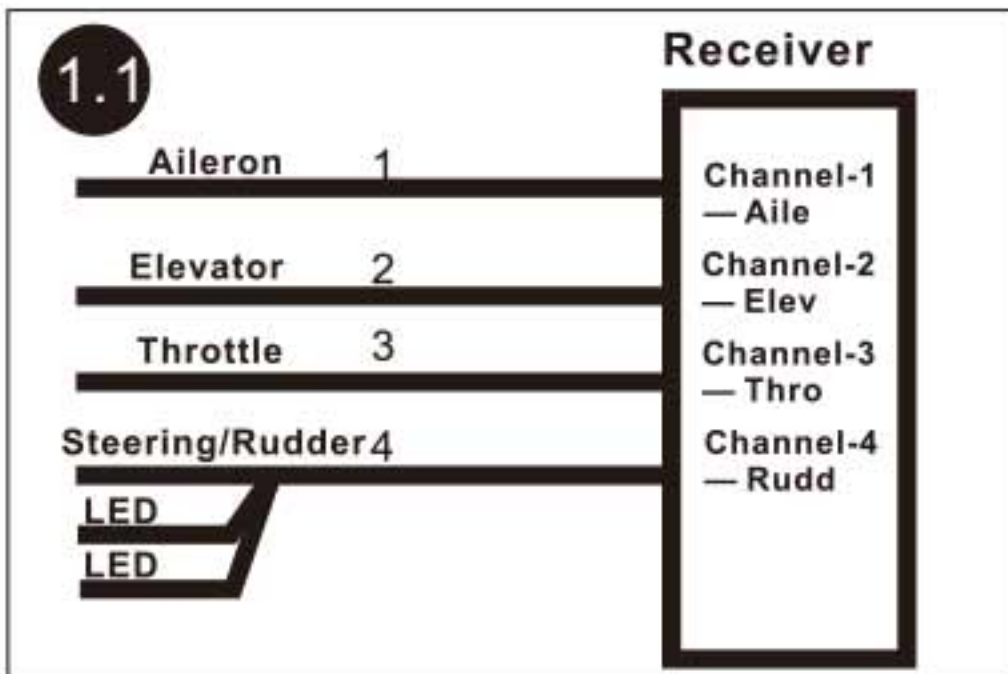 1.1
Receiver
Aileron 1
Channel-1
— Aile
Elevator 2
Channel-2
— Elev
Throttle 3
Channel-3
— Thro
Steering/Rudder 4
Channel-4
— Rudd
LED
LED